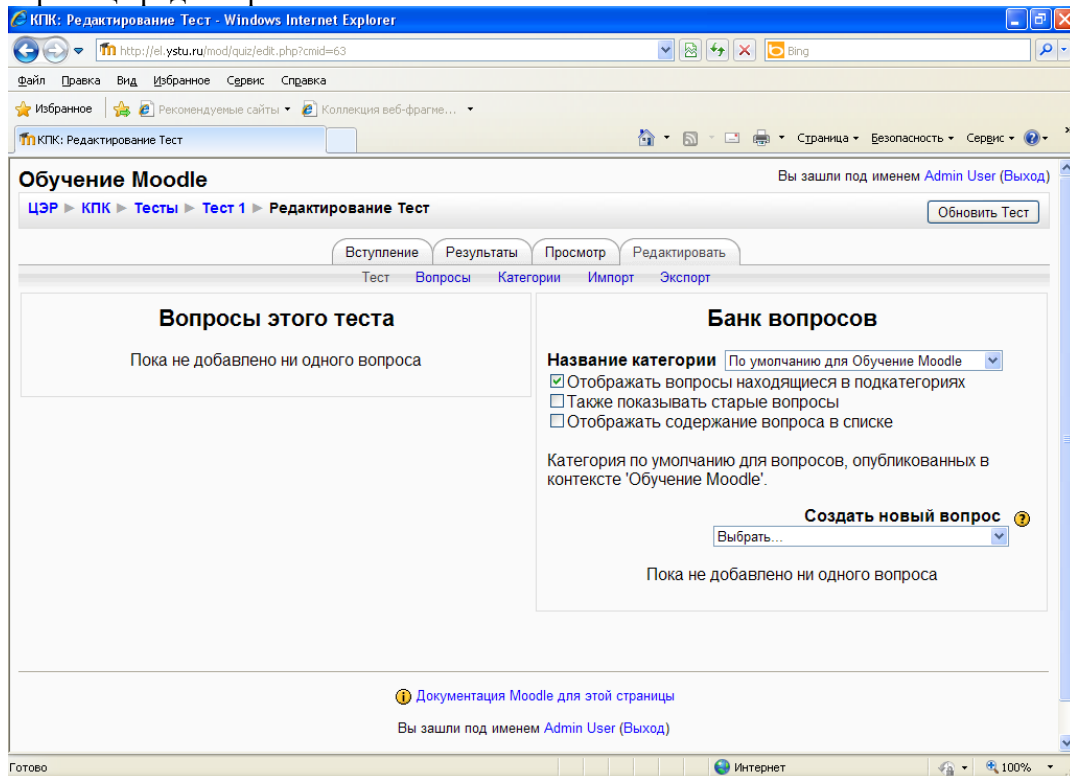 КПК: Редактирование Тест - Windows Internet Explorer
http://el.ystu.ru/mod/quiz/edit.php?cmid=63
Bing
Файл Правка Вид Избранное Сервис Справка
Избранное Рекомендуемые сайты Коллекция веб-фрагме...
КПК: Редактирование Тест
Страница Безопасность Сервис »
Обучение Moodle
Вы зашли под именем Admin User (Выход)
ЦЭР ► КПК ► Тесты ► Тест 1 ► Редактирование Тест
Обновить Тест
Вступление Результаты Просмотр Редактировать
Тест Вопросы Категории Импорт Экспорт
Вопросы этого теста
Пока не добавлено ни одного вопроса
Банк вопросов
Название категории По умолчанию для Обучение Moodle
Отображать вопросы находящиеся в подкатегориях
Также показывать старые вопросы
Отображать содержание вопроса в списке
Категория по умолчанию для вопросов, опубликованных в
контексте 'Обучение Moodle'.
Создать новый вопрос
Выбрать...
Пока не добавлено ни одного вопроса
Документация Moodle для этой страницы
Вы зашли под именем Admin User (Выход)
Готово Интернет 100%